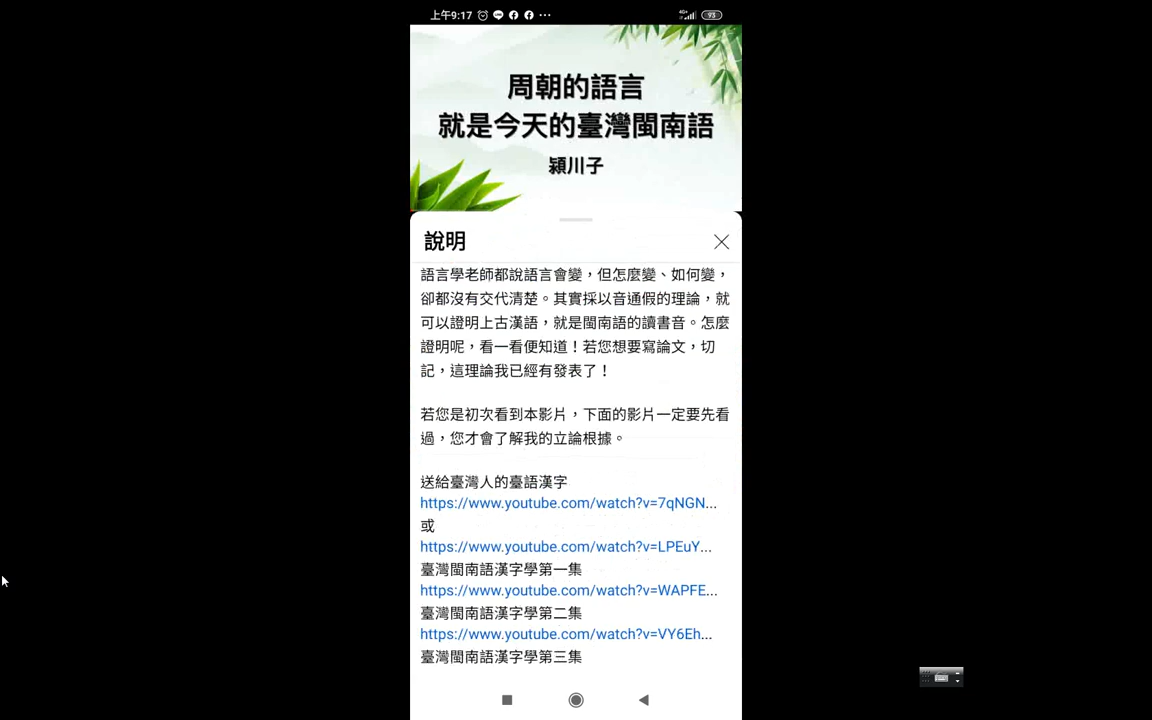 上午9:17
4G+
93
周朝的語言
就是今天的臺灣閩南語
潁川子
說明
語言學老師都說語言會變，但怎麼變、如何變，
卻都沒有交代清楚。其實採以音通假的理論，就
可以證明上古漢語，就是閩南語的讀書音。怎麼
證明呢，看一看便知道！若您想要寫論文，切
記，這理論我已經有發表了！
若您是初次看到本影片，下面的影片一定要先看
過，您才會了解我的立論根據。
送給臺灣人的臺語漢字
https://www.youtube.com/watch?v=7qNGN...
或
https://www.youtube.com/watch?v=LPEuY...
臺灣閩南語漢字學第一集
https://www.youtube.com/watch?v=WAPFE...
臺灣閩南語漢字學第二集
https://www.youtube.com/watch?v=VY6Eh...
臺灣閩南語漢字學第三集